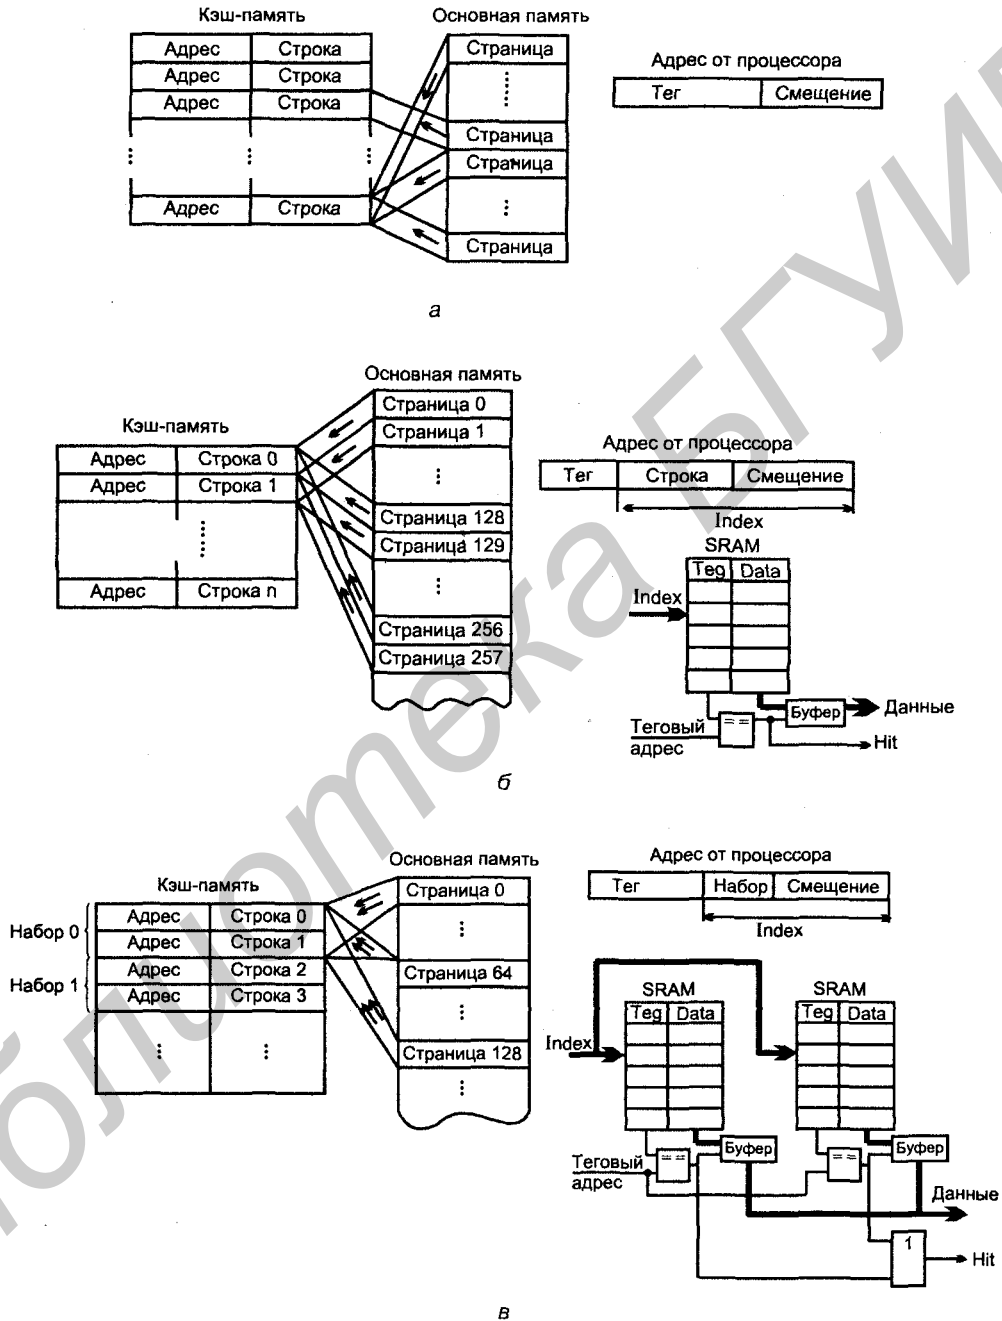 Кэш-память
Основная память
Адрес Строка
Адрес Строка
Адрес Строка
Адрес Строка
Страница
Страница
Страница
Страница
Адрес от процессора
Тег Смещение
а
Основная память
Страница 0
Страница 1
Страница 128
Страница 129
Страница 256
Страница 257
Кэш-память
Адрес Строка 0
Адрес Строка 1
Адрес Строка n
Адрес от процессора
Тег Строка Смещение
Index
SRAM
Teg Data
Index
Буфер
Данные
Теговый
адрес
==
Hit
б
Основная память
Страница 0
Страница 64
Страница 128
Кэш-память
Набор 0
Адрес Строка 0
Адрес Строка 1
Набор 1
Адрес Строка 2
Адрес Строка 3
Адрес от процессора
Тег Набор Смещение
Index
SRAM
SRAM
Teg Data
Teg Data
Index
Буфер
Буфер
Теговый
адрес
==
==
Данные
1
Hit
в
блиотека БГУИ